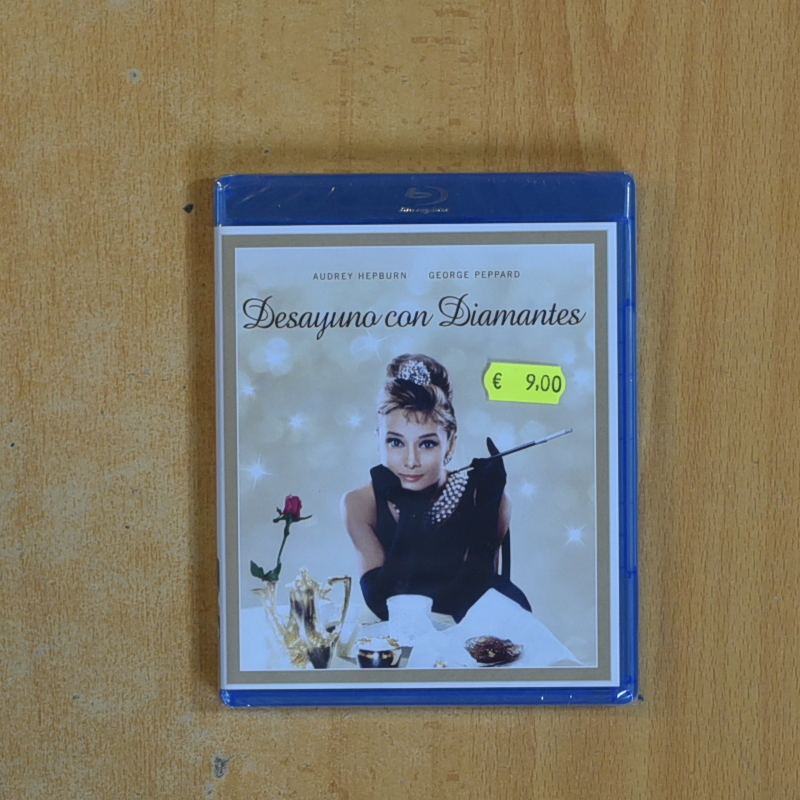 AUDREY HEPBURN GEORGE PEPPARD
Desayuno con Diamantes
€ 9,00